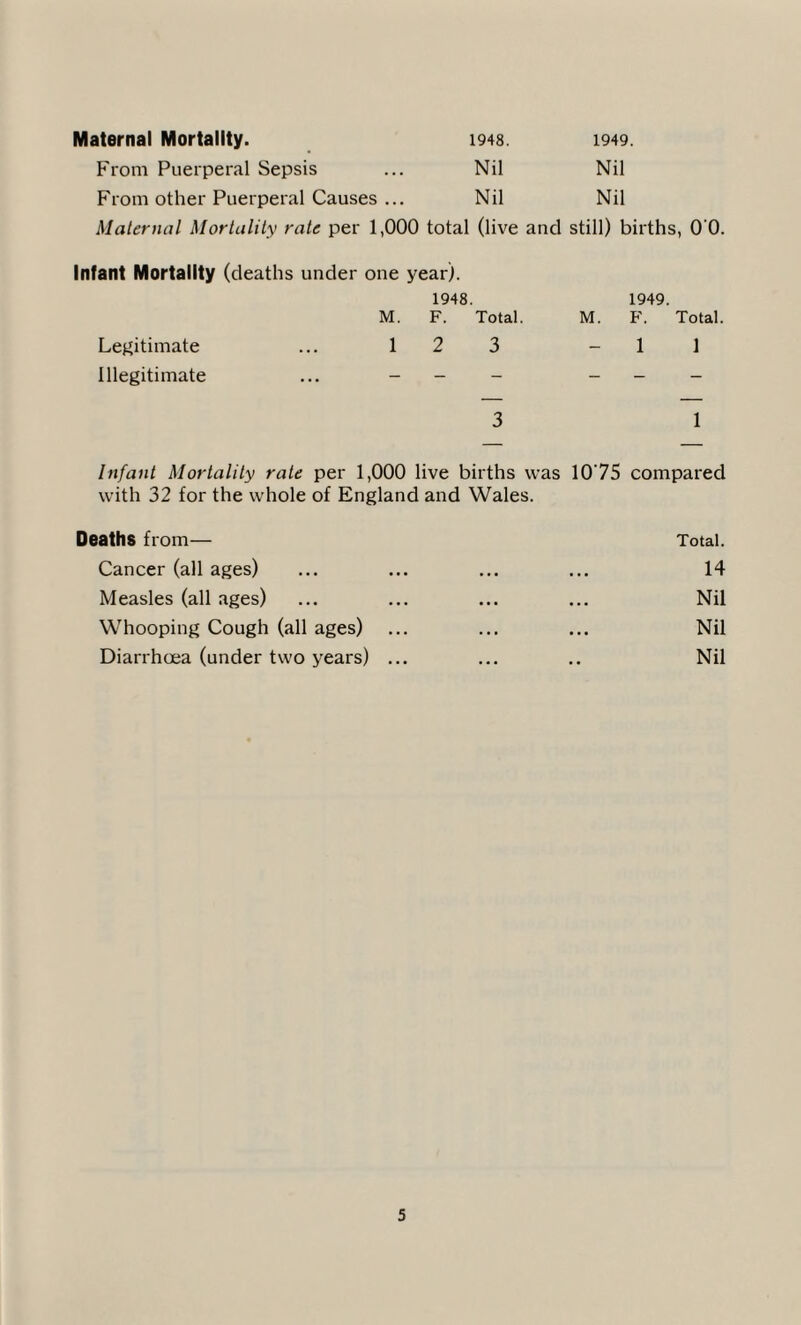 Maternal Mortality. 1948. 1949.
From Puerperal Sepsis ... Nil Nil
From other Puerperal Causes ... Nil Nil
Maternal Mortality rate per 1,000 total (live and still) births, 0·0.
Infant Mortality (deaths under one year).
1948. 1949.
M. F. Total. M. F. Total.
Legitimate ... 1 2 3 – 1 1
Illegitimate ... – – – – – –
3 1
Infant Mortality rate per 1,000 live births was 10·75 compared
with 32 for the whole of England and Wales.
Deaths from— Total.
Cancer (all ages) ... ... ... ... 14
Measles (all ages) ... ... ... ... Nil
Whooping Cough (all ages) ... ... ... Nil
Diarrhœa (under two years) ... ... .. Nil
5